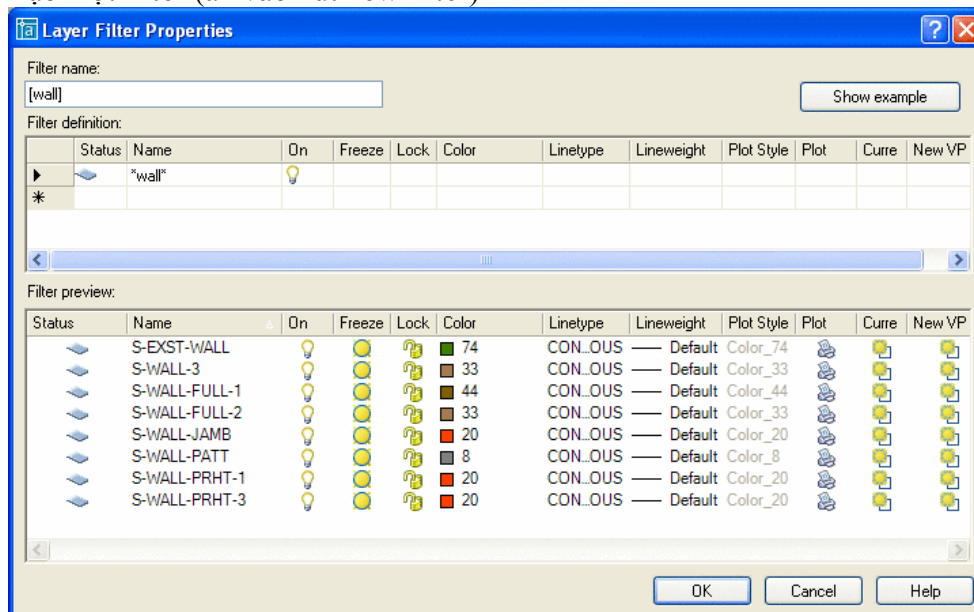 Layer Filter Properties
Filter name:
[wall]
Show example
Filter definition:
Status Name On Freeze Lock Color Linetype Lineweight Plot Style Plot Curre New VP
*wall*
Filter preview:
Status Name On Freeze Lock Color Linetype Lineweight Plot Style Plot Curre New VP
S-EXST-WALL 74 CON...OUS Default Color_74
S-WALL-3 33 CON...OUS Default Color_33
S-WALL-FULL-1 44 CON...OUS Default Color_44
S-WALL-FULL-2 33 CON...OUS Default Color_33
S-WALL-JAMB 20 CON...OUS Default Color_20
S-WALL-PATT 8 CON...OUS Default Color_8
S-WALL-PRHT-1 20 CON...OUS Default Color_20
S-WALL-PRHT-3 20 CON...OUS Default Color_20
OK Cancel Help